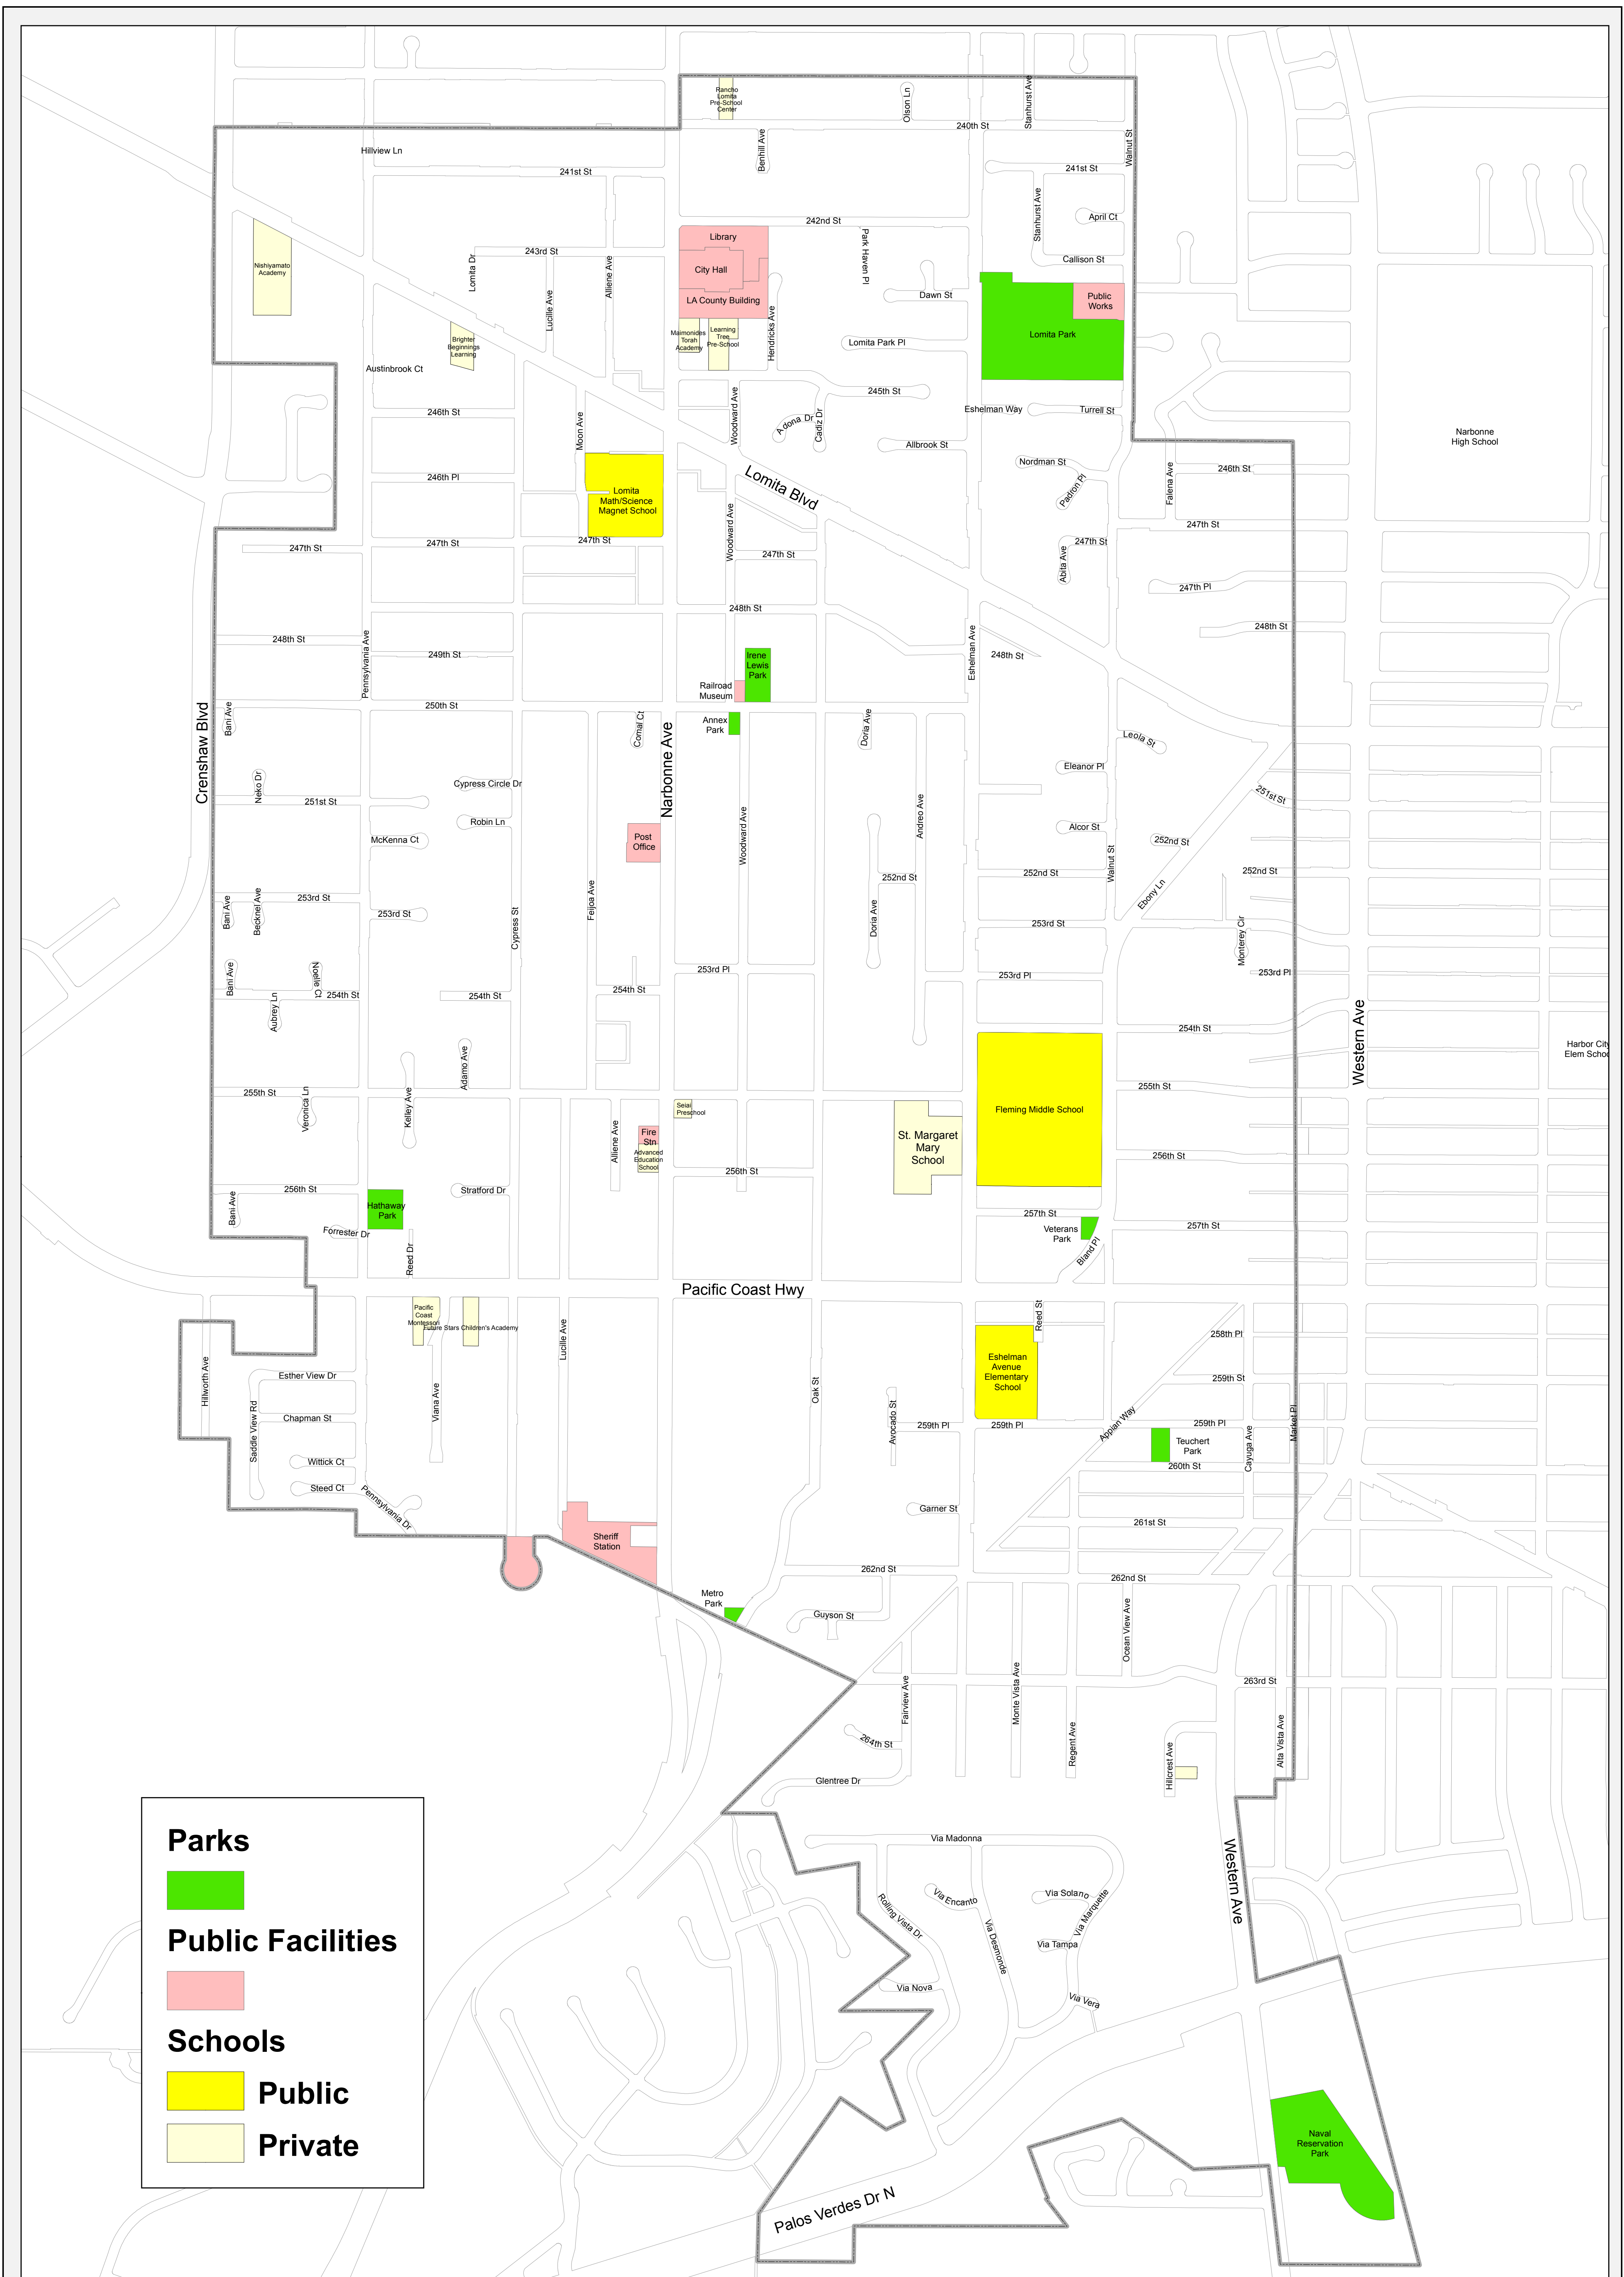 Rancho
Lomita
Pre-School
Center
Olson Ln
Stanhurst Ave
240th St
Benhill Ave
Walnut St
Hillview Ln
241st St
241st St
Stanhurst Ave
April Ct
242nd St
Library
Park Haven Pl
Callison St
Nishiyamato
Academy
Lomita Dr
243rd St
Alliene Ave
City Hall
Lucille Ave
LA County Building
Dawn St
Public
Works
Lomita Park
Brighter
Beginnings
Learning
Maimonides
Torah
Academy
Learning
Tree
Pre-School
Hendricks Ave
Lomita Park Pl
Austinbrook Ct
245th St
246th St
Moon Ave
Woodward Ave
Adona Dr
Cadiz Dr
Eshelman Way
Turrell St
Allbrook St
Narbonne
High School
Nordman St
246th St
Falena Ave
Padron Pl
246th Pl
Lomita
Math/Science
Magnet School
Lomita Blvd
247th St
247th St
247th St
247th St
Woodward Ave
247th St
247th St
Abita Ave
247th Pl
248th St
248th St
248th St
Pennsylvania Ave
249th St
Irene
Lewis
Park
Eshelman Ave
248th St
Railroad
Museum
250th St
Crenshaw Blvd
Bani Ave
Comal Ct
Narbonne Ave
Annex
Park
Doria Ave
Leola St
Eleanor Pl
Neko Dr
Cypress Circle Dr
251st St
251st St
Robin Ln
Andreo Ave
Alcor St
McKenna Ct
Post
Office
Woodward Ave
252nd St
252nd St
252nd St
252nd St
Walnut St
Ebony Ln
253rd St
Bani Ave
Becknel Ave
253rd St
Feijoa Ave
Cypress St
Doria Ave
253rd St
Monterey Cir
Bani Ave
Noelle Ct
253rd Pl
253rd Pl
253rd Pl
254th St
254th St
254th St
Aubrey Ln
254th St
Western Ave
Harbor City
Adamo Ave
255th St
Veronica Ln
Kelley Ave
255th St
Seiai
Preschool
Fleming Middle School
Fire
Stn
Advanced
Education
School
Alliene Ave
St. Margaret
Mary
School
256th St
256th St
256th St
Bani Ave
Hathaway
Park
Stratford Dr
Forrester Dr
Reed Dr
257th St
Veterans
Park
Bland Pl
257th St
Pacific Coast Hwy
Pacific
Coast
Montessori
Future Stars Children's Academy
Lucille Ave
Reed St
258th Pl
Hillworth Ave
Esther View Dr
Saddle View Rd
Chapman St
Viana Ave
Oak St
Eshelman
Avenue
Elementary
School
259th St
Avocado St
259th Pl
259th Pl
Appian Way
259th Pl
Market Pl
Cayuga Ave
Teuchert
Park
260th St
Wittick Ct
Steed Ct
Pennsylvania Dr
Garner St
261st St
Sheriff
Station
262nd St
262nd St
Metro
Park
Guyson St
Ocean View Ave
Fairview Ave
Monte Vista Ave
263rd St
264th St
Regent Ave
Hillcrest Ave
Alta Vista Ave
Glentree Dr
Via Madonna
Western Ave
Rolling Vista Dr
Via Encanto
Via Solano
Via Marquette
Via Desmonde
Via Tampa
Via Nova
Via Vera
Naval
Reservation
Park
Palos Verdes Dr N
Parks
Public Facilities
Schools
Public
Private